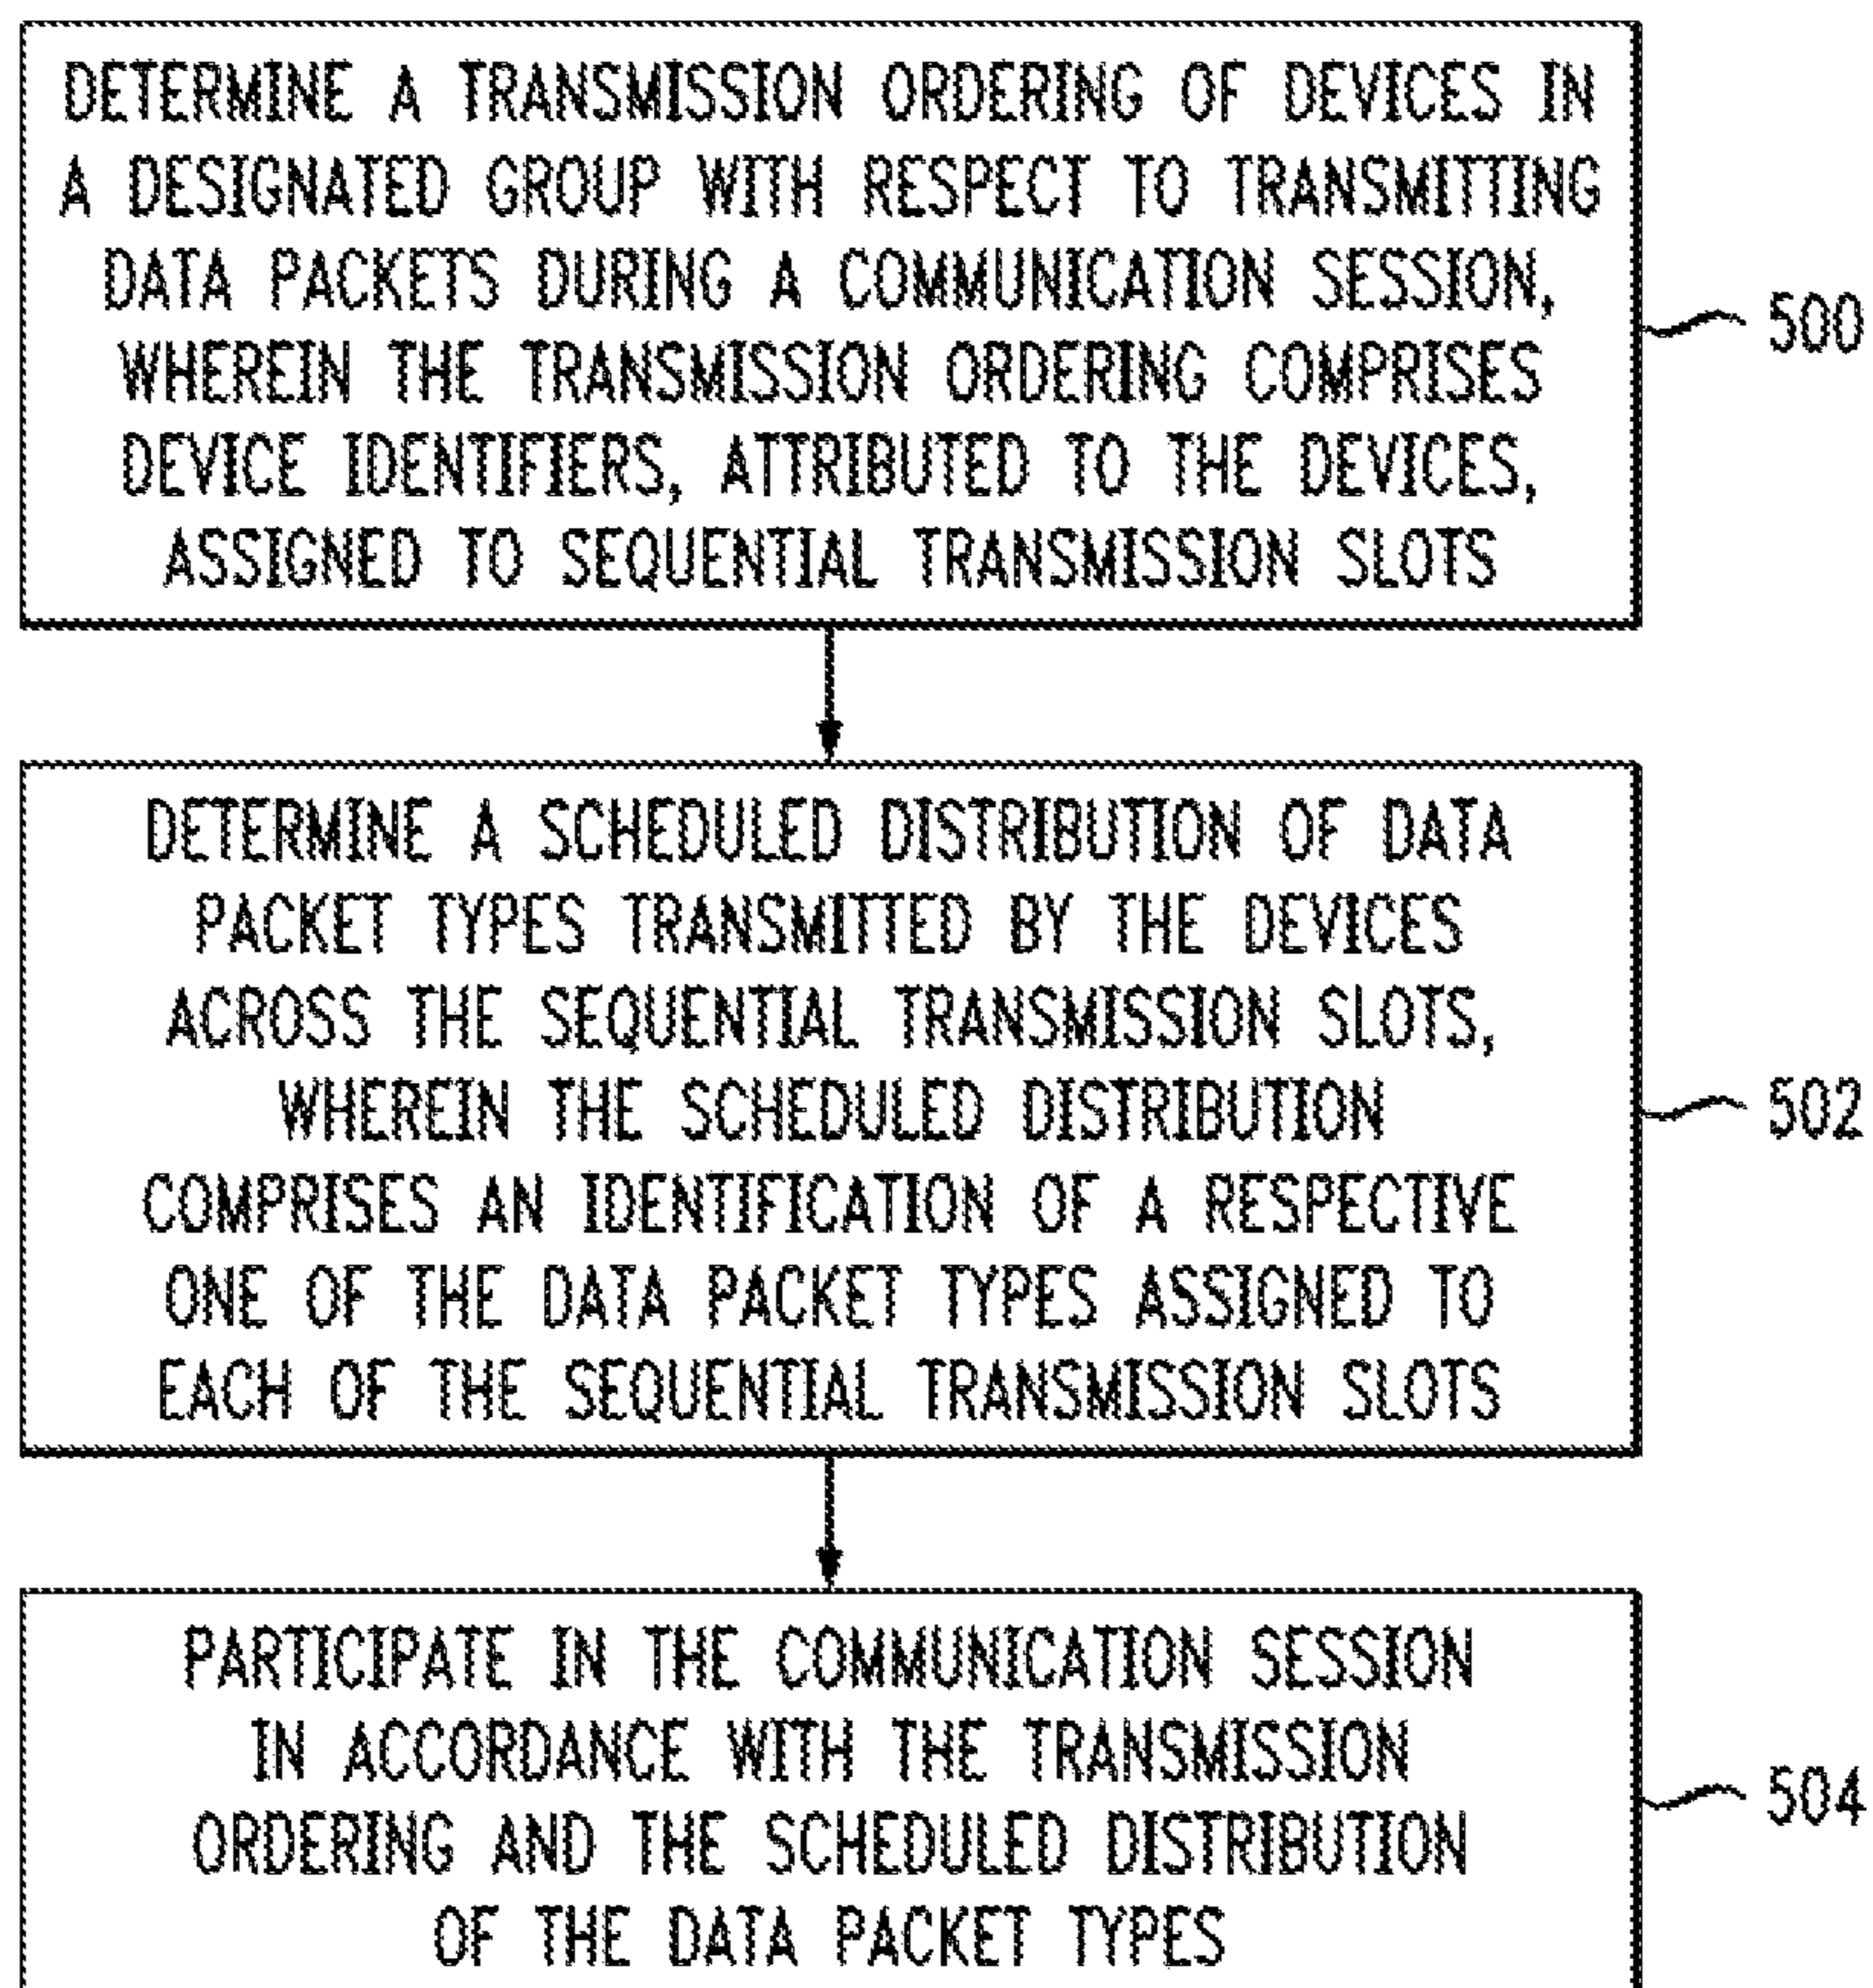 DETERMINE A TRANSMISSION ORDERING OF DEVICES IN
A DESIGNATED GROUP WITH RESPECT TO TRANSMITTING
DATA PACKETS DURING A COMMUNICATION SESSION,
WHEREIN THE TRANSMISSION ORDERING COMPRISES
DEVICE IDENTIFIERS, ATTRIBUTED TO THE DEVICES,
ASSIGNED TO SEQUENTIAL TRANSMISSION SLOTS
500
DETERMINE A SCHEDULED DISTRIBUTION OF DATA
PACKET TYPES TRANSMITTED BY THE DEVICES
ACROSS THE SEQUENTIAL TRANSMISSION SLOTS,
WHEREIN THE SCHEDULED DISTRIBUTION
COMPRISES AN IDENTIFICATION OF A RESPECTIVE
ONE OF THE DATA PACKET TYPES ASSIGNED TO
EACH OF THE SEQUENTIAL TRANSMISSION SLOTS
502
PARTICIPATE IN THE COMMUNICATION SESSION
IN ACCORDANCE WITH THE TRANSMISSION
ORDERING AND THE SCHEDULED DISTRIBUTION
OF THE DATA PACKET TYPES
504